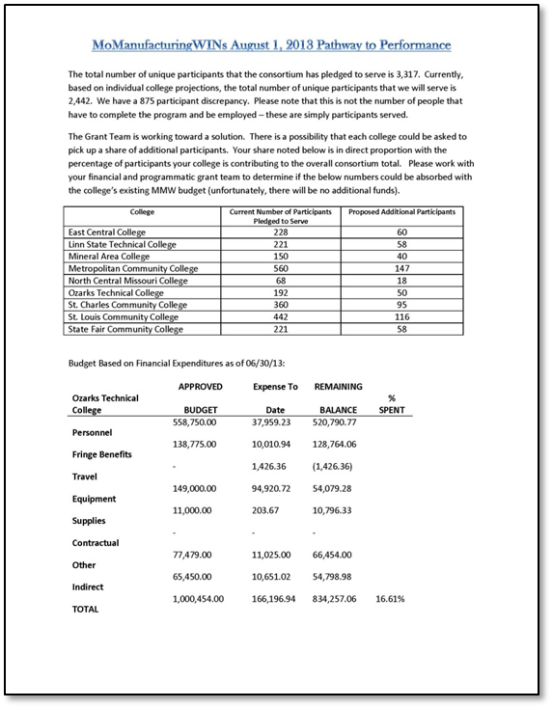 MoManufacturingWINs August 1, 2013 Pathway to Performance
The total number of unique participants that the consortium has pledged to serve is 3,317. Currently,
based on individual college projections, the total number of unique participants that we will serve is
2,442. We have a 875 participant discrepancy. Please note that this is not the number of people that
have to complete the program and be employed – these are simply participants served.
The Grant Team is working toward a solution. There is a possibility that each college could be asked to
pick up a share of additional participants. Your share noted below is in direct proportion with the
percentage of participants your college is contributing to the overall consortium total. Please work with
your financial and programmatic grant team to determine if the below numbers could be absorbed with
the college's existing MMW budget (unfortunately, there will be no additional funds).
College Current Number of Participants Proposed Additional Participants
Pledged to Serve
East Central College 228 60
Linn State Technical College 221 58
Mineral Area College 150 40
Metropolitan Community College 560 147
North Central Missouri College 68 18
Ozarks Technical College 192 50
St. Charles Community College 360 95
St. Louis Community College 442 116
State Fair Community College 221 58
Budget Based on Financial Expenditures as of 06/30/13:
APPROVED Expense To REMAINING
Ozarks Technical %
College BUDGET Date BALANCE SPENT
558,750.00 37,959.23 520,790.77
Personnel
138,775.00 10,010.94 128,764.06
Fringe Benefits
- 1,426.36 (1,426.36)
Travel
149,000.00 94,920.72 54,079.28
Equipment
11,000.00 203.67 10,796.33
Supplies
- - -
Contractual
77,479.00 11,025.00 66,454.00
Other
65,450.00 10,651.02 54,798.98
Indirect
1,000,454.00 166,196.94 834,257.06 16.61%
TOTAL